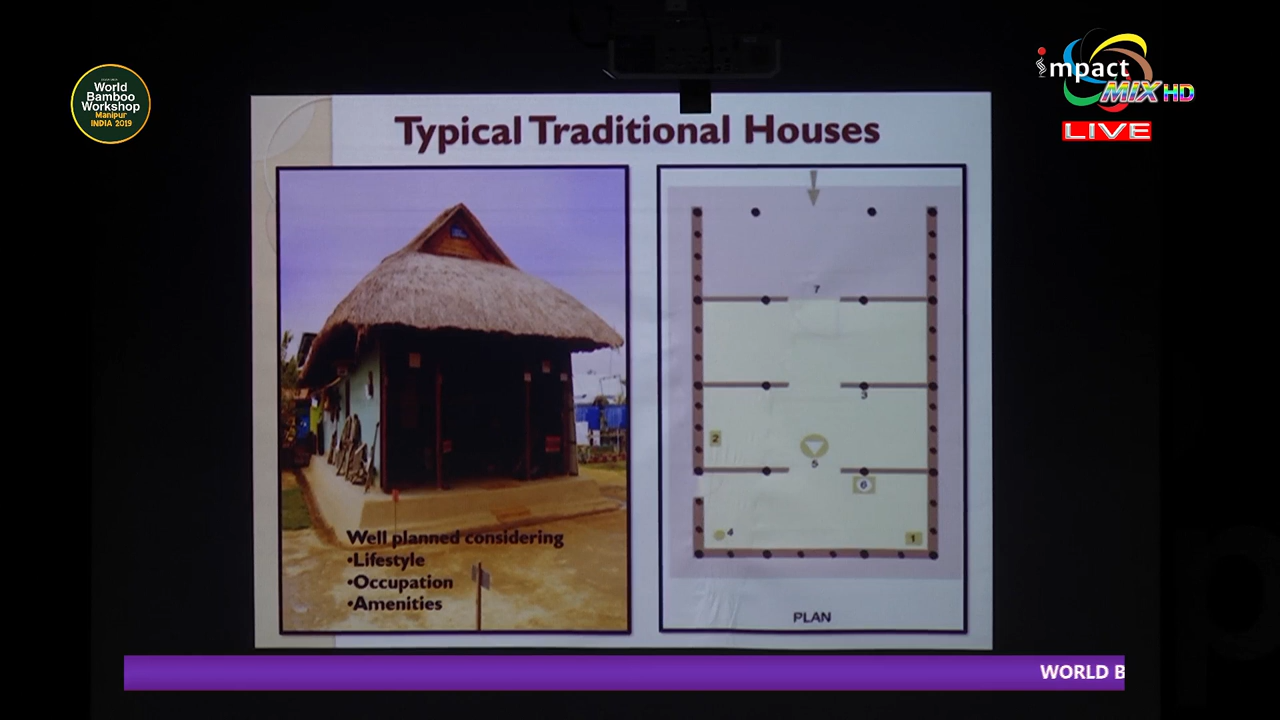 World
Bamboo
Workshop
Manipur
INDIA 2019
impact
MIX HD
LIVE
Typical Traditional Houses
Well planned considering
•Lifestyle
•Occupation
•Amenities
7
3
2
5
6
4
1
PLAN
WORLD B